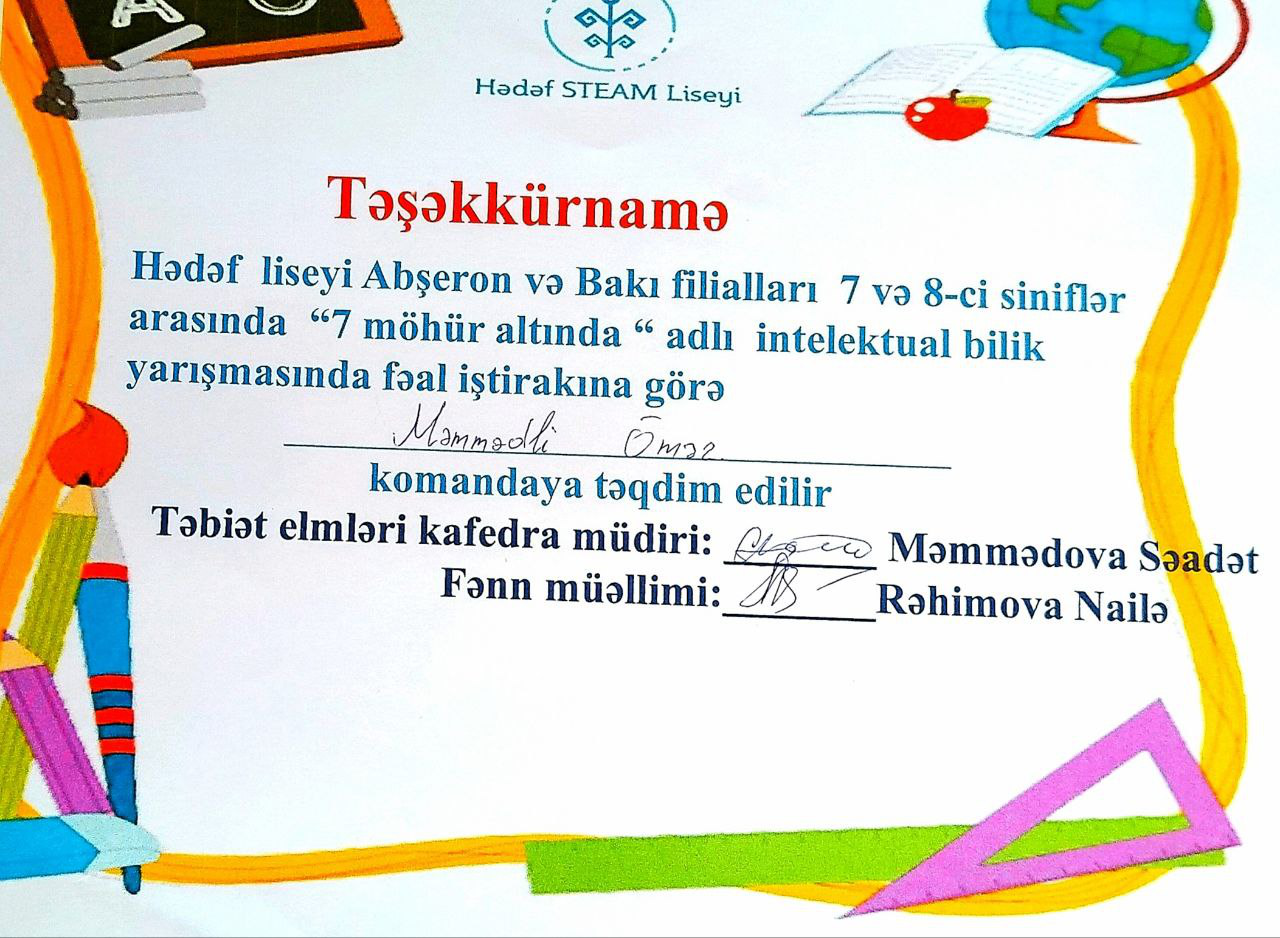 A
Hədəf STEAM Liseyi
Təşəkkürnamə
Hədəf liseyi Abşeron və Bakı filialları 7 və 8-ci siniflər
arasında “7 möhür altında “ adlı intelektual bilik
yarışmasında fəal iştirakına görə
Məmmədli Ömər
komandaya təqdim edilir
Təbiət elmləri kafedra müdiri: Məmmədova Səadət
Fənn müəllimi: Rəhimova Nailə